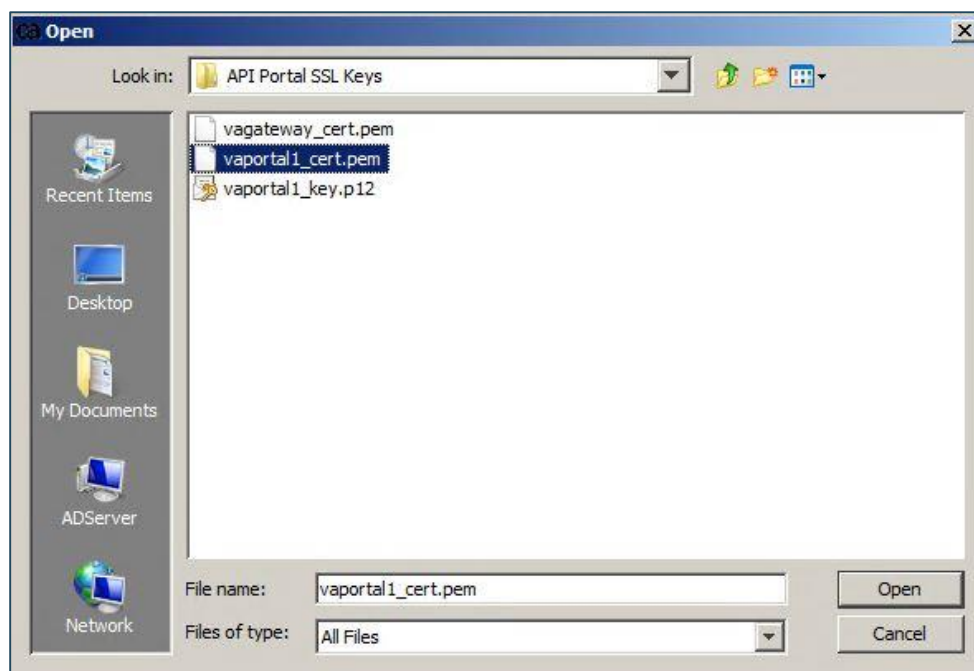 ca Open
Look in: API Portal SSL Keys
vagateway_cert.pem
vaportal1_cert.pem
vaportal1_key.p12
Recent Items
Desktop
My Documents
ADServer
Network
File name: vaportal1_cert.pem Open
Files of type: All Files Cancel